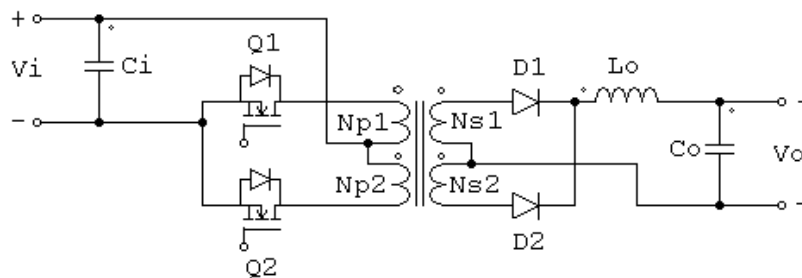 +
Q1
Vi
Ci
D1
Lo
-
Np1
Ns1
-
Co
Vo
Np2
Ns2
-
D2
Q2